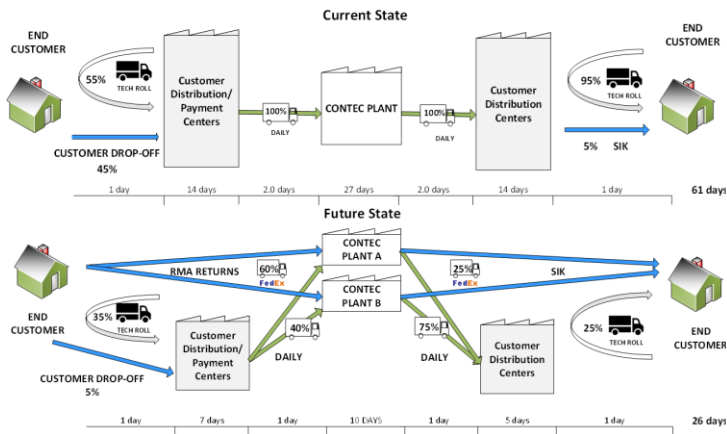 Current State
END
CUSTOMER
55%
TECH ROLL
CUSTOMER DROP-OFF
45%
Customer
Distribution/
Payment
Centers
100%
DAILY
CONTEC PLANT
100%
DAILY
Customer
Distribution
Centers
95%
TECH ROLL
5% SIK
END
CUSTOMER
1 day
14 days
2.0 days
27 days
2.0 days
14 days
1 day
61 days
Future State
END
CUSTOMER
RMA RETURNS
60%
FedEx
35%
TECH ROLL
CUSTOMER DROP-OFF
5%
Customer
Distribution/
Payment
Centers
40%
DAILY
CONTEC
PLANT A
CONTEC
PLANT B
25%
FedEx
SIK
75%
DAILY
Customer
Distribution
Centers
25%
TECH ROLL
END
CUSTOMER
1 day
7 days
1 day
10 DAYS
1 day
5 days
1 day
26 days